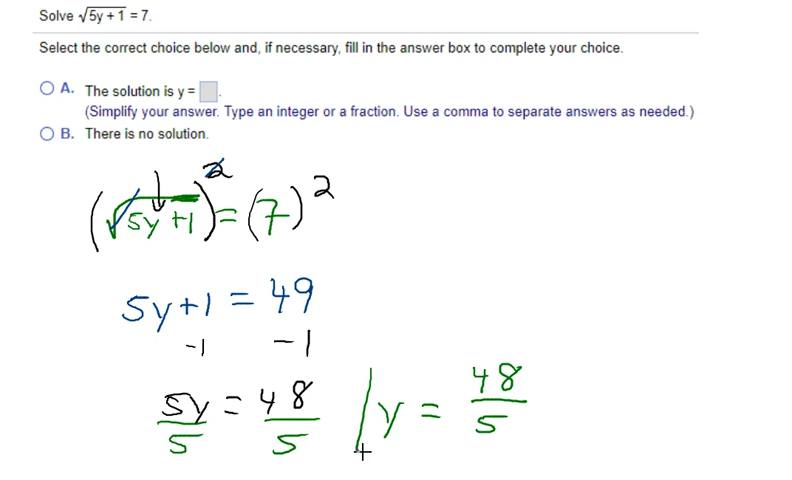 Solve √5y + 1 = 7.
Select the correct choice below and, if necessary, fill in the answer box to complete your choice.
A. The solution is y = .
(Simplify your answer. Type an integer or a fraction. Use a comma to separate answers as needed.)
B. There is no solution.
(√5y+1)² = (7)²
5y+1 = 49
-1 -1
5y/5 = 48/5 | y = 48/5